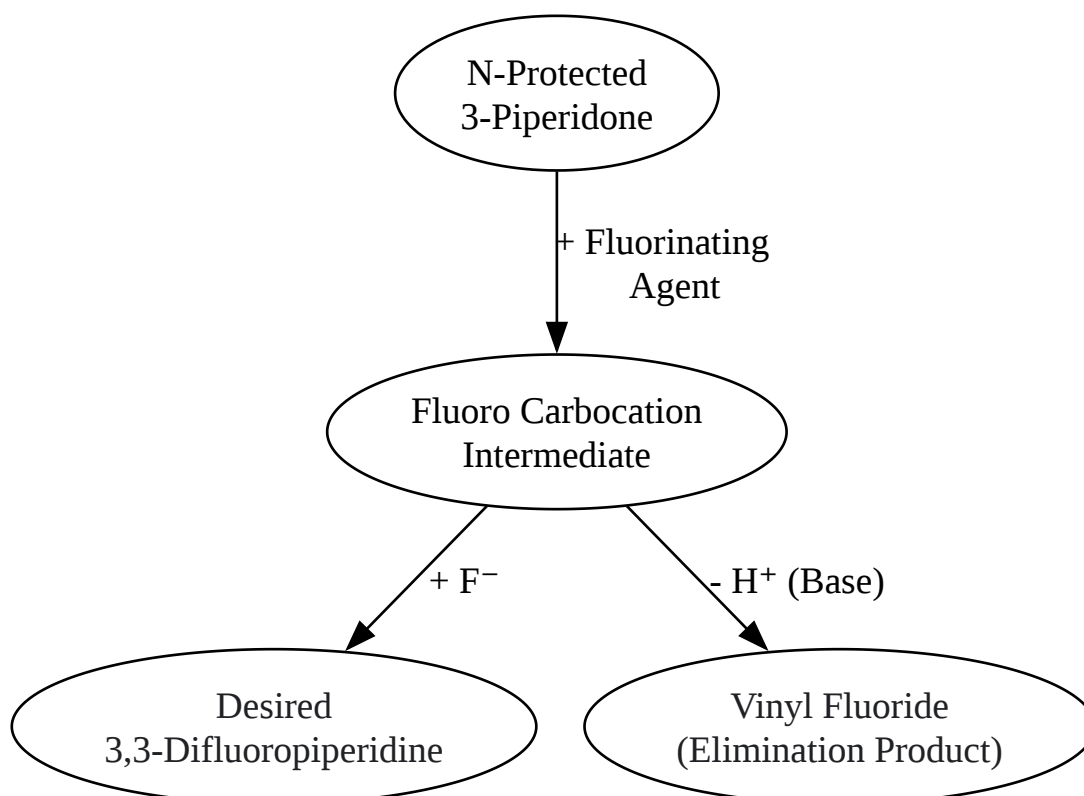 N-Protected
3-Piperidone
+ Fluorinating
Agent
Fluoro Carbocation
Intermediate
+ F⁻
- H⁺ (Base)
Desired
3,3-Difluoropiperidine
Vinyl Fluoride
(Elimination Product)